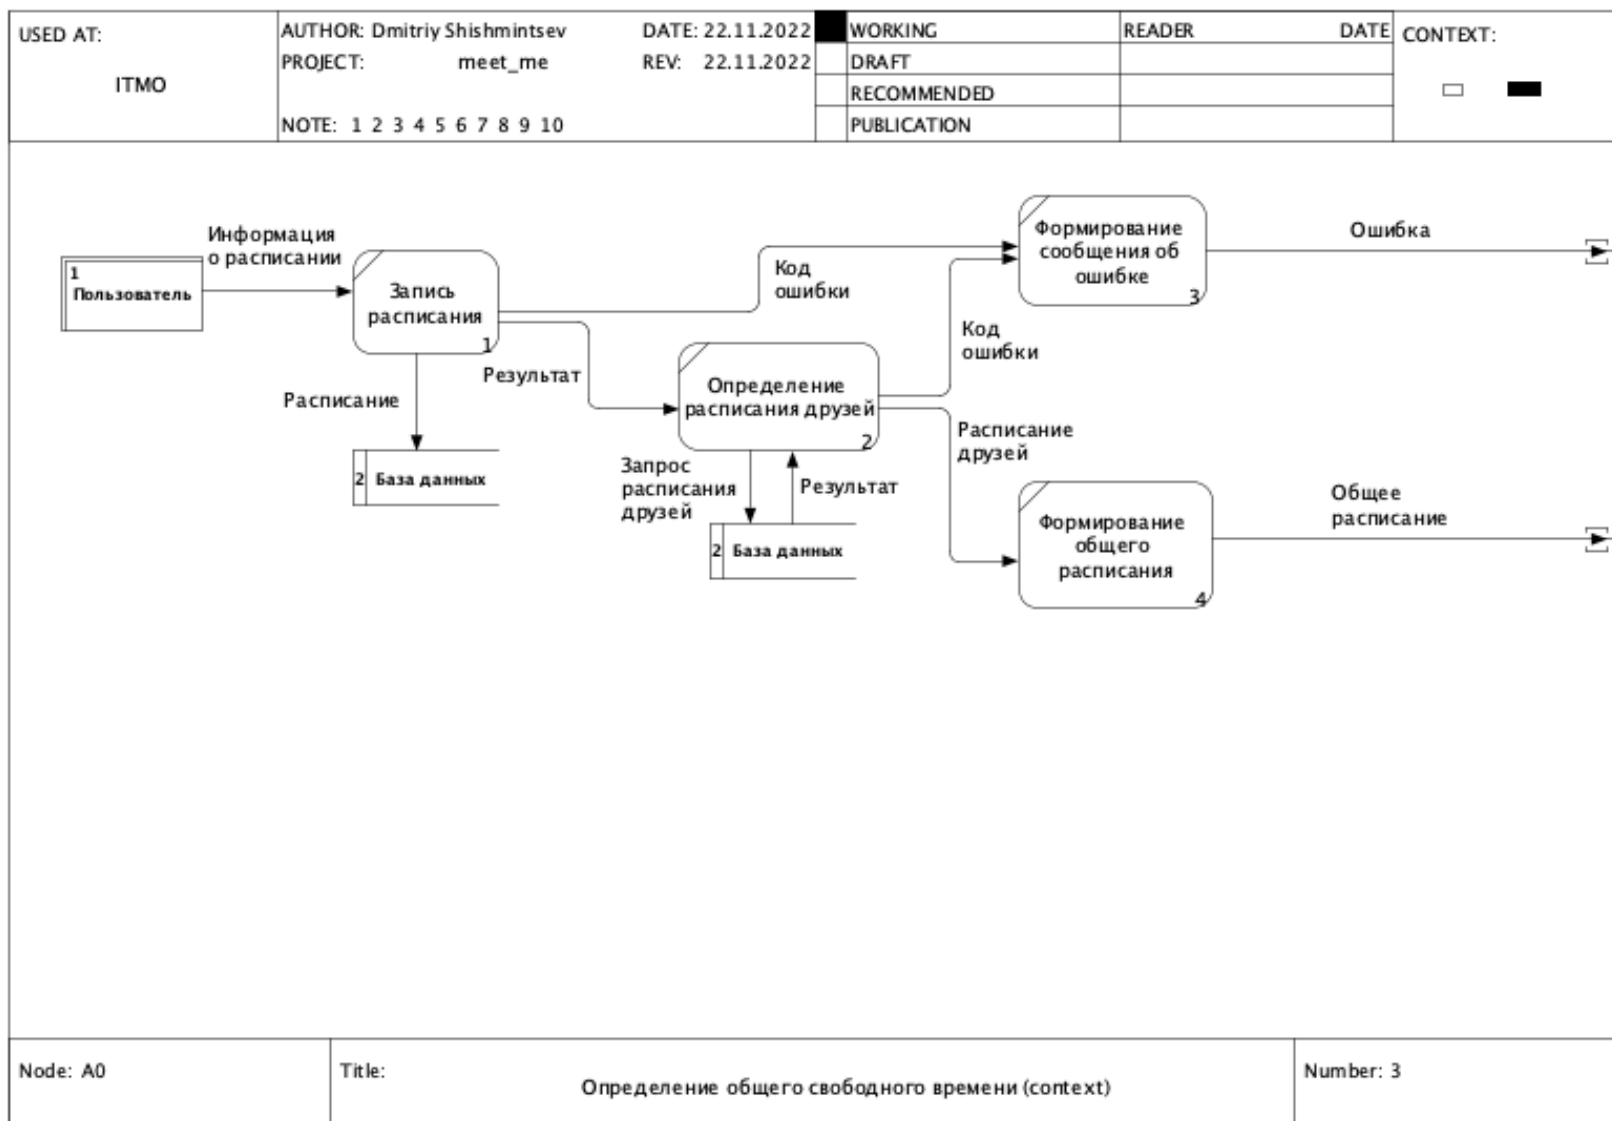 USED AT:
ITMO
AUTHOR: Dmitriy Shishmintsev
DATE: 22.11.2022
PROJECT: meet_me
REV: 22.11.2022
NOTE: 1 2 3 4 5 6 7 8 9 10
WORKING
DRAFT
RECOMMENDED
PUBLICATION
READER
DATE
CONTEXT:
1
Пользователь
Информация
о расписании
Запись
расписания
1
Расписание
2
База данных
Результат
Код
ошибки
Определение
расписания друзей
2
Запрос
расписания
друзей
Результат
2
База данных
Код
ошибки
Расписание
друзей
Формирование
сообщения об
ошибке
3
Ошибка
Формирование
общего
расписания
4
Общее
расписание
Node: A0
Title:
Определение общего свободного времени (context)
Number: 3